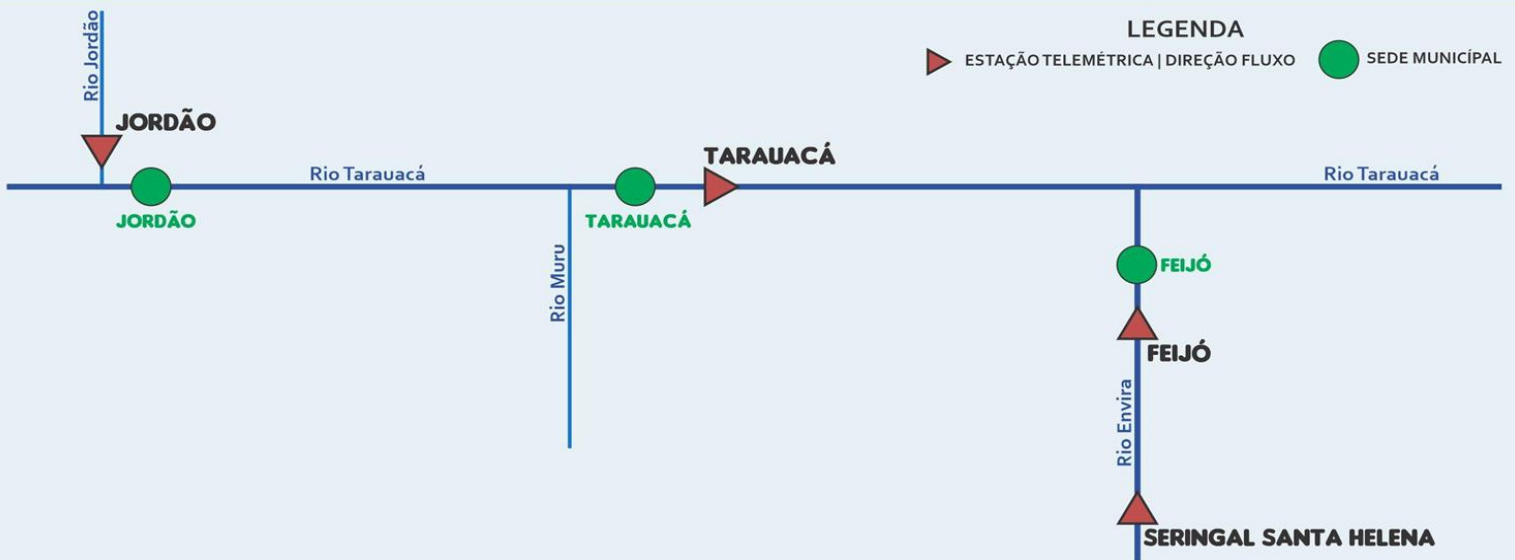 LEGENDA
ESTAÇÃO TELEMÉTRICA | DIREÇÃO FLUXO
SEDE MUNICÍPAL
Rio Jordão
JORDÃO
TARAUACÁ
Rio Tarauacá
Rio Tarauacá
JORDÃO
TARAUACÁ
Rio Muru
FEIJÓ
FEIJÓ
Rio Envira
SERINGAL SANTA HELENA